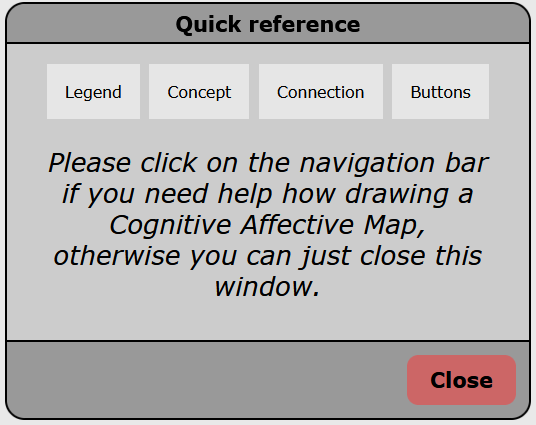 Quick reference
Legend Concept Connection Buttons
Please click on the navigation bar
if you need help how drawing a
Cognitive Affective Map,
otherwise you can just close this
window.
Close